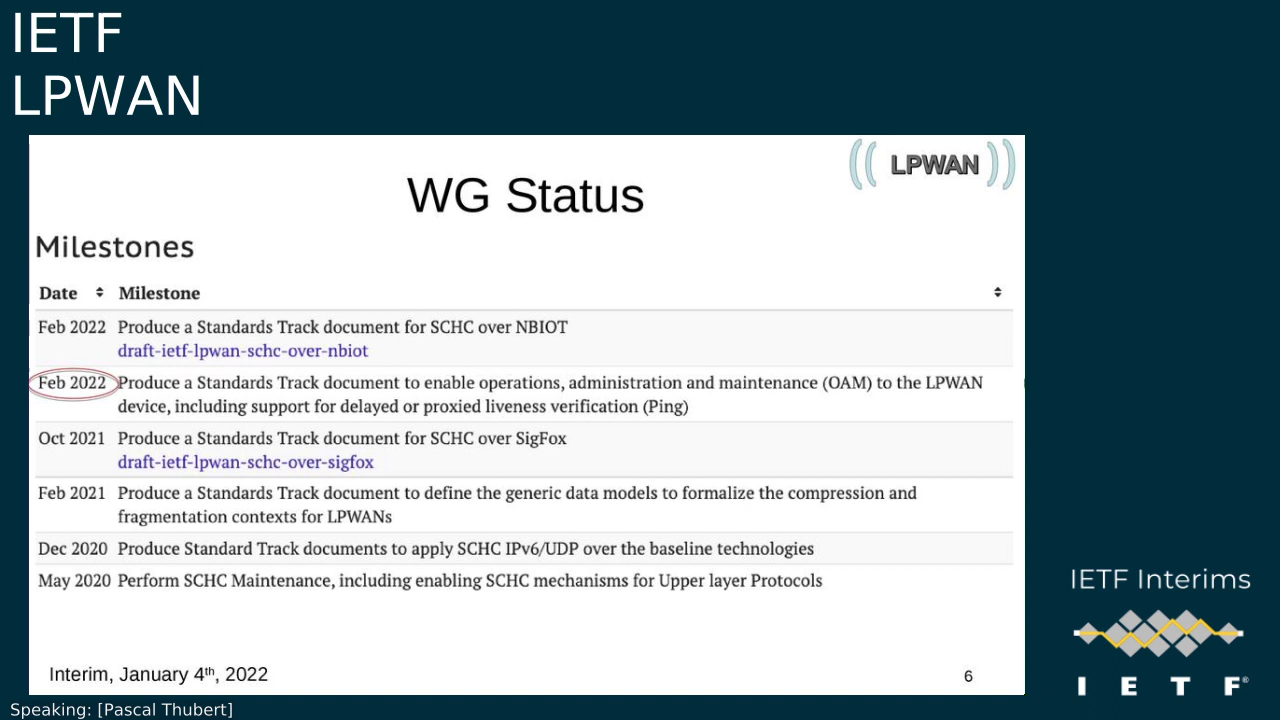 IETF
LPWAN
LPWAN
WG Status
Milestones
Date Milestone
Feb 2022 Produce a Standards Track document for SCHC over NBIOT
draft-ietf-lpwan-schc-over-nbiot
Feb 2022 Produce a Standards Track document to enable operations, administration and maintenance (OAM) to the LPWAN
device, including support for delayed or proxied liveness verification (Ping)
Oct 2021 Produce a Standards Track document for SCHC over SigFox
draft-ietf-lpwan-schc-over-sigfox
Feb 2021 Produce a Standards Track document to define the generic data models to formalize the compression and
fragmentation contexts for LPWANs
Dec 2020 Produce Standard Track documents to apply SCHC IPv6/UDP over the baseline technologies
May 2020 Perform SCHC Maintenance, including enabling SCHC mechanisms for Upper layer Protocols
Interim, January 4th, 2022
6
IETF Interims
I E T F®
Speaking: [Pascal Thubert]